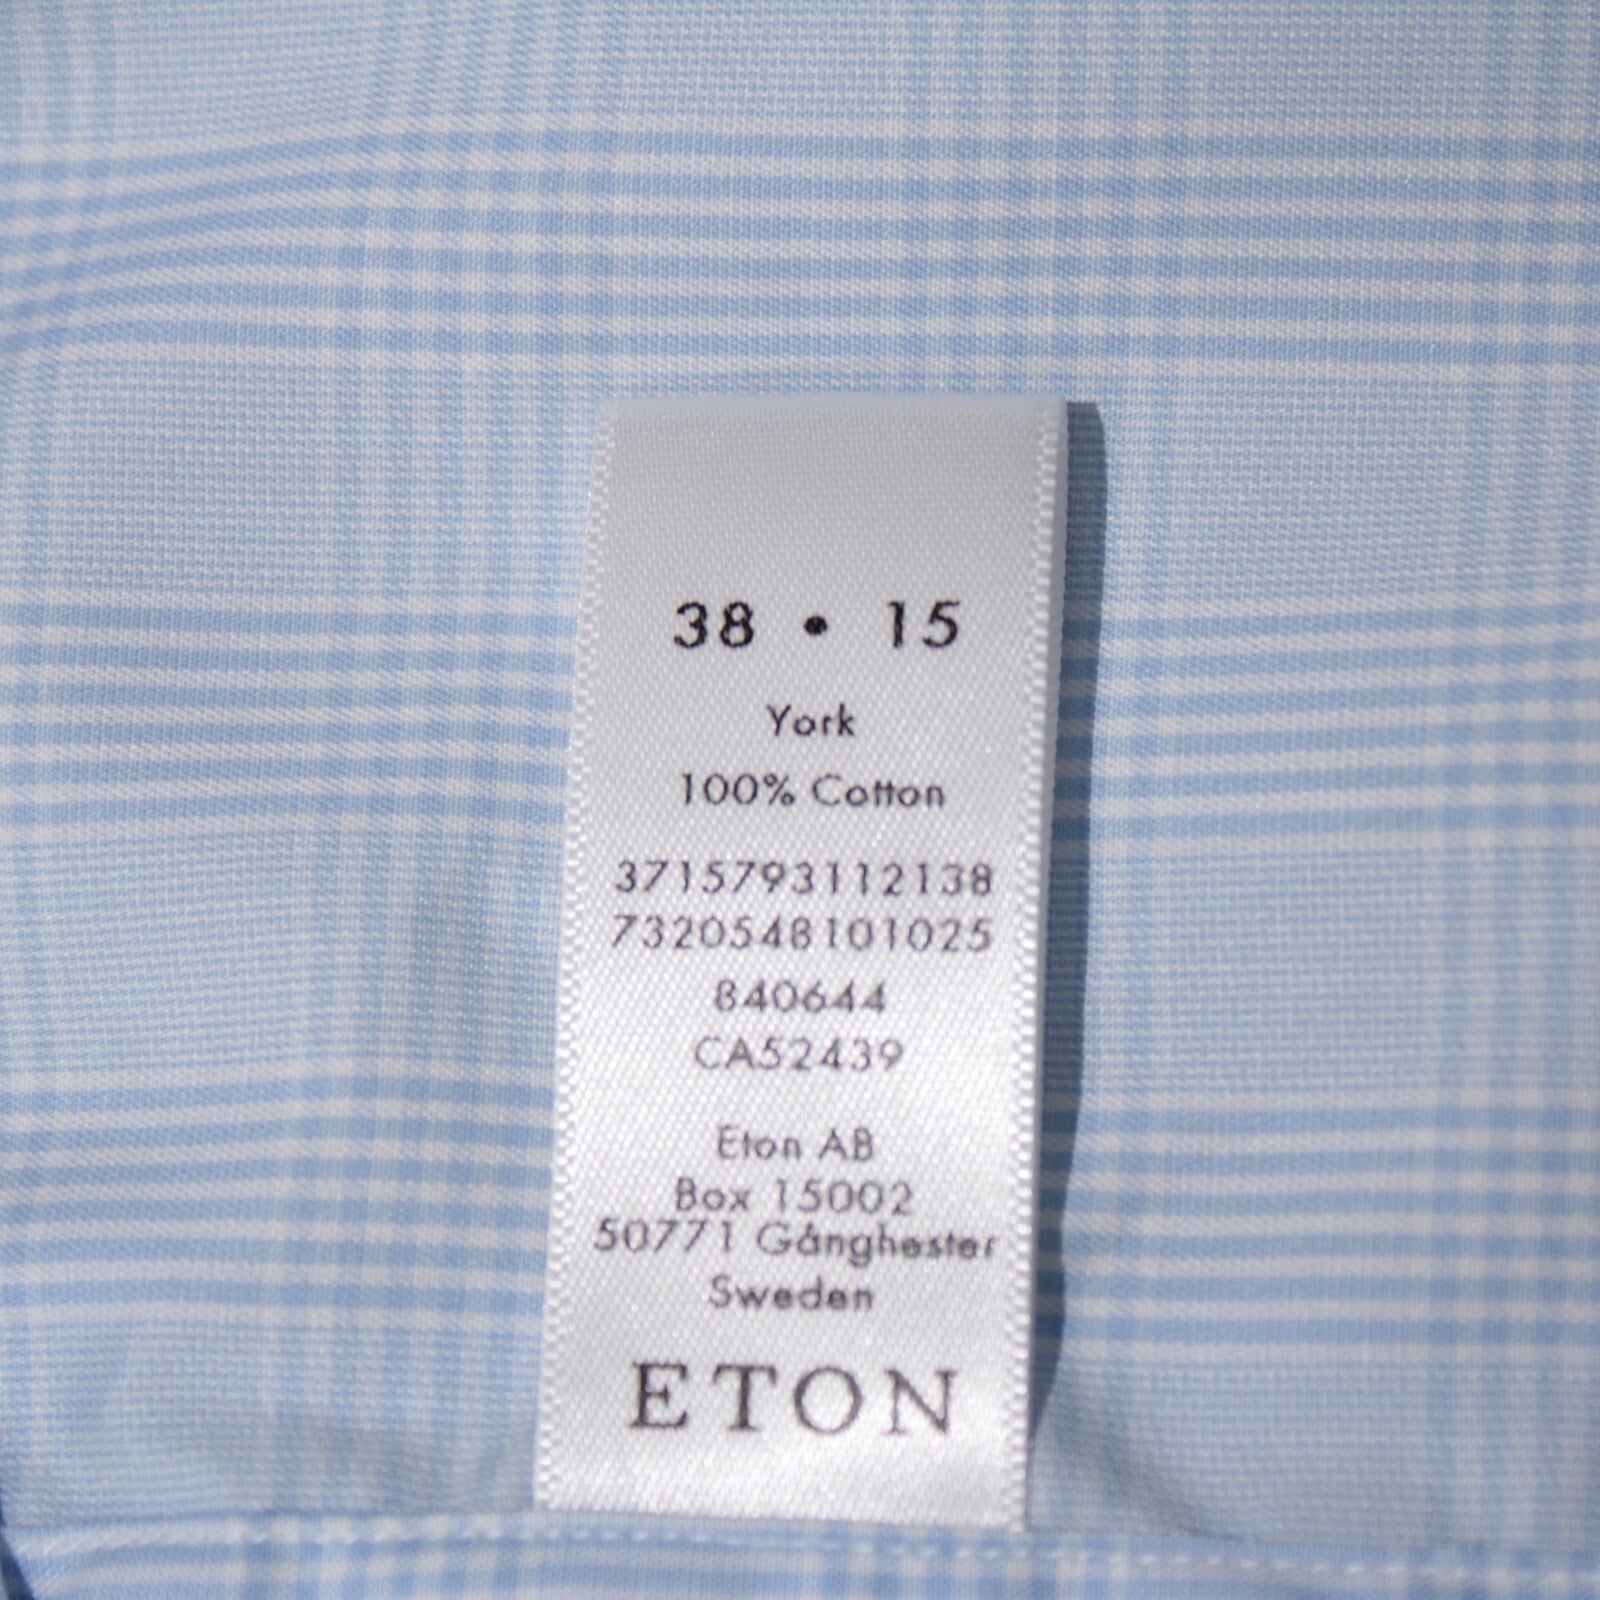 38 • 15
York
100% Cotton
3715793112138
7320548101025
840644
CA52439
Eton AB
Box 15002
50771 Gånghester
Sweden
ETON